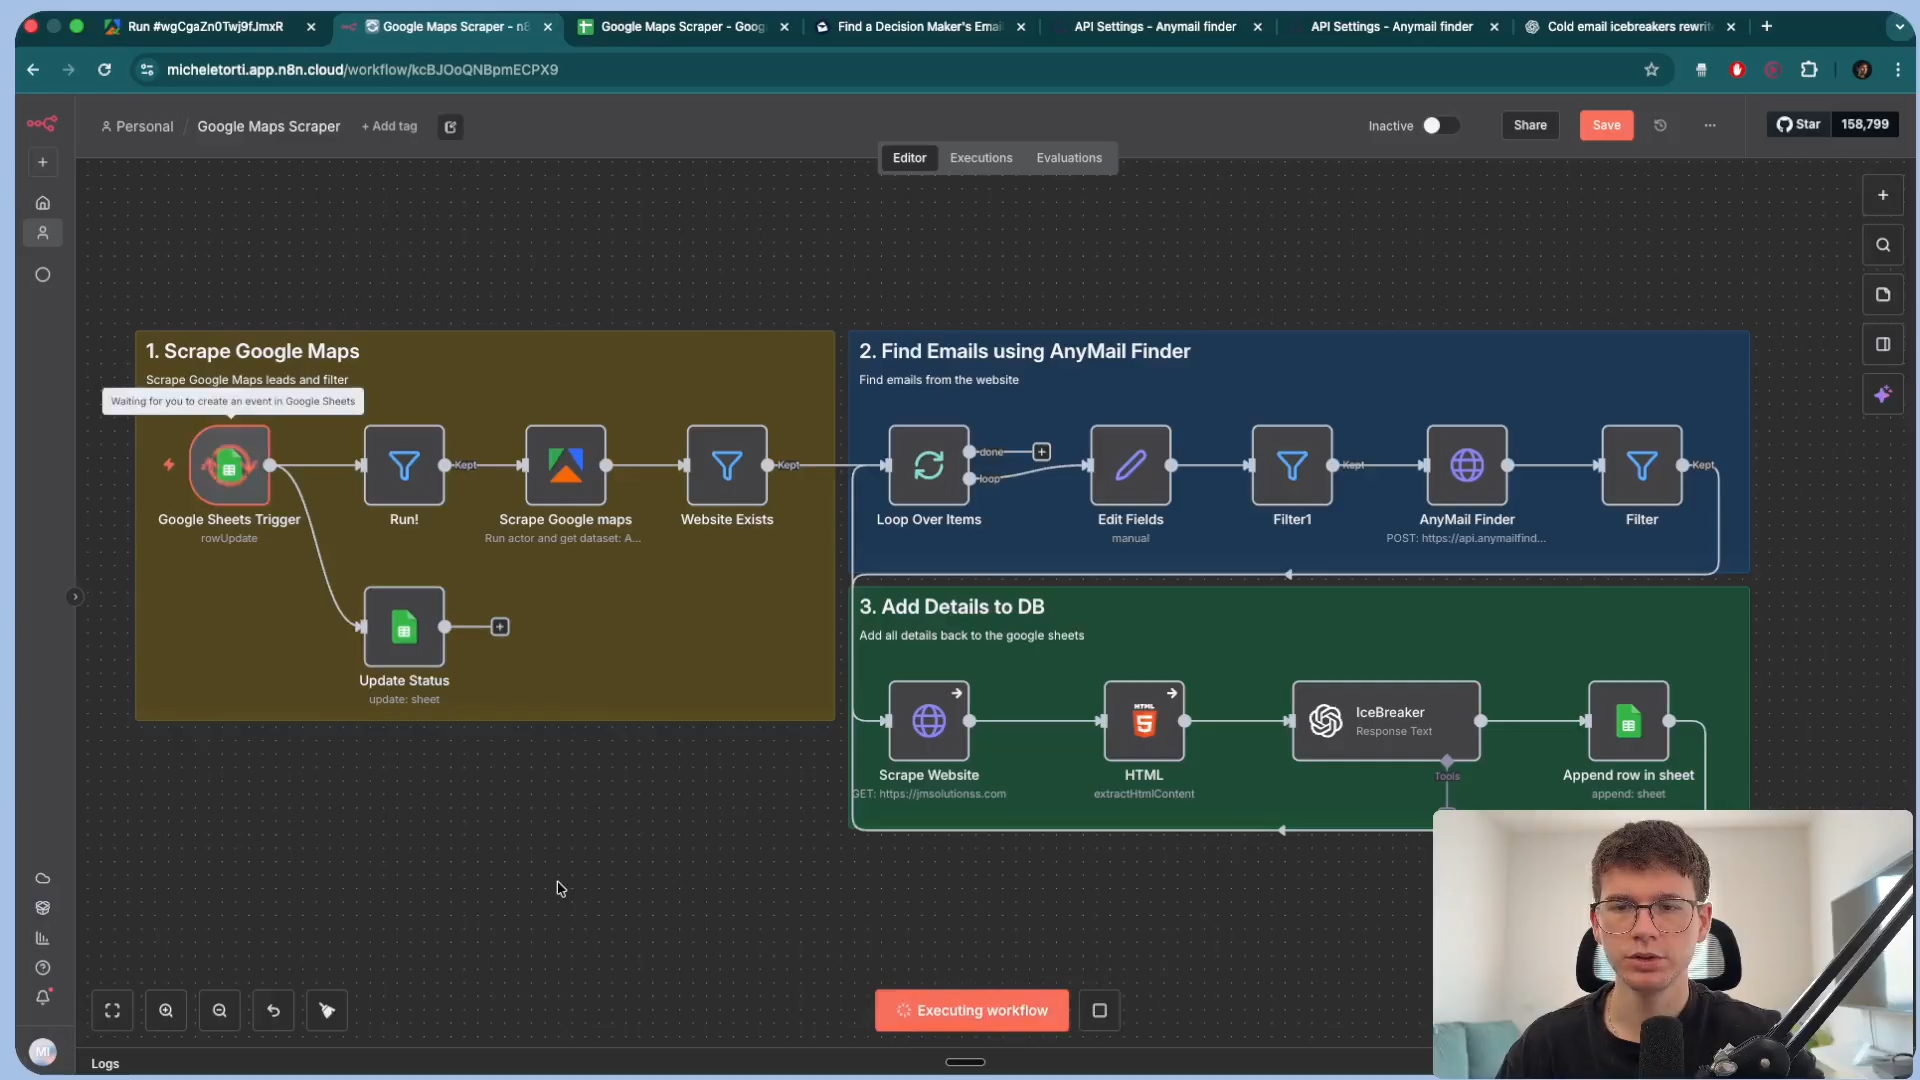 Run #wgCgaZn0Twj9fJmxR
Google Maps Scraper - n8
Google Maps Scraper - Goog
Find a Decision Maker's Emai
API Settings - Anymail finder
API Settings - Anymail finder
Cold email icebreakers rewrit
micheletorti.app.n8n.cloud/workflow/kcBJOoQNBpmECPX9
Personal / Google Maps Scraper + Add tag
Inactive
Share
Save
Star 158,799
Editor
Executions
Evaluations
1. Scrape Google Maps
Scrape Google Maps leads and filter
Waiting for you to create an event in Google Sheets
Kept
Kept
Google Sheets Trigger
rowUpdate
Run!
Scrape Google maps
Run actor and get dataset: A...
Website Exists
Update Status
update: sheet
2. Find Emails using AnyMail Finder
Find emails from the website
done
loop
Kept
Kept
Loop Over Items
Edit Fields
manual
Filter1
AnyMail Finder
POST: https://api.anymailfind...
Filter
3. Add Details to DB
Add all details back to the google sheets
HTML
5
IceBreaker
Response Text
Tools
Scrape Website
GET: https://jmsolutionss.com
HTML
extractHtmlContent
Append row in sheet
append: sheet
Executing workflow
MI
Logs